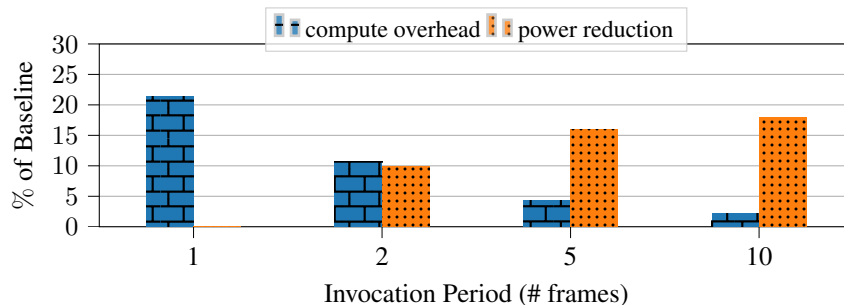 compute overhead power reduction
30
25
20
15
10
5
0
% of Baseline
1 2 5 10
Invocation Period (# frames)